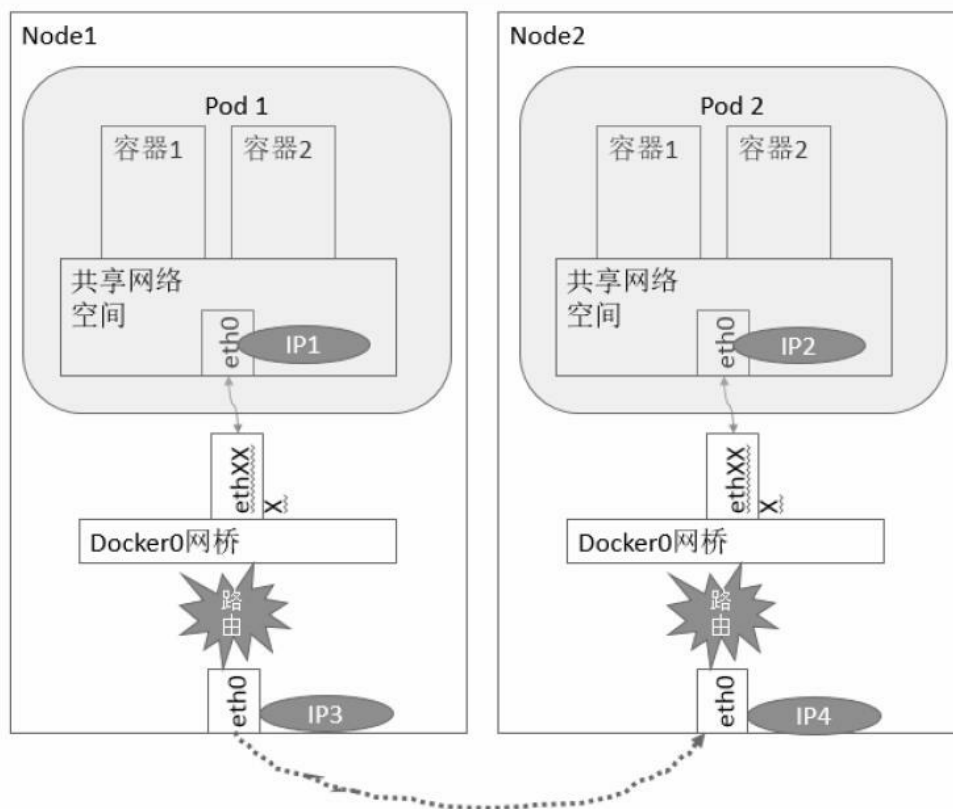 Node1
Pod 1
容器1
容器2
共享网络
空间
eth0
IP1
ethXX
X
Docker0网桥
路
由
eth0
IP3
Node2
Pod 2
容器1
容器2
共享网络
空间
eth0
IP2
ethXX
X
Docker0网桥
路
由
eth0
IP4